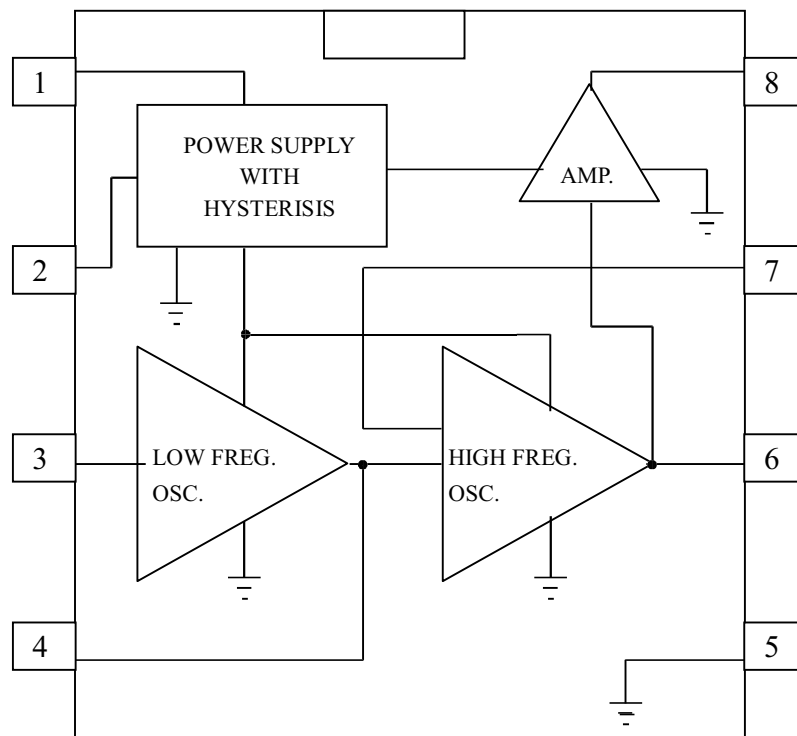 1
8
POWER SUPPLY
WITH
HYSTERISIS
AMP.
2
7
3
LOW FREG.
OSC.
HIGH FREG.
OSC.
6
4
5